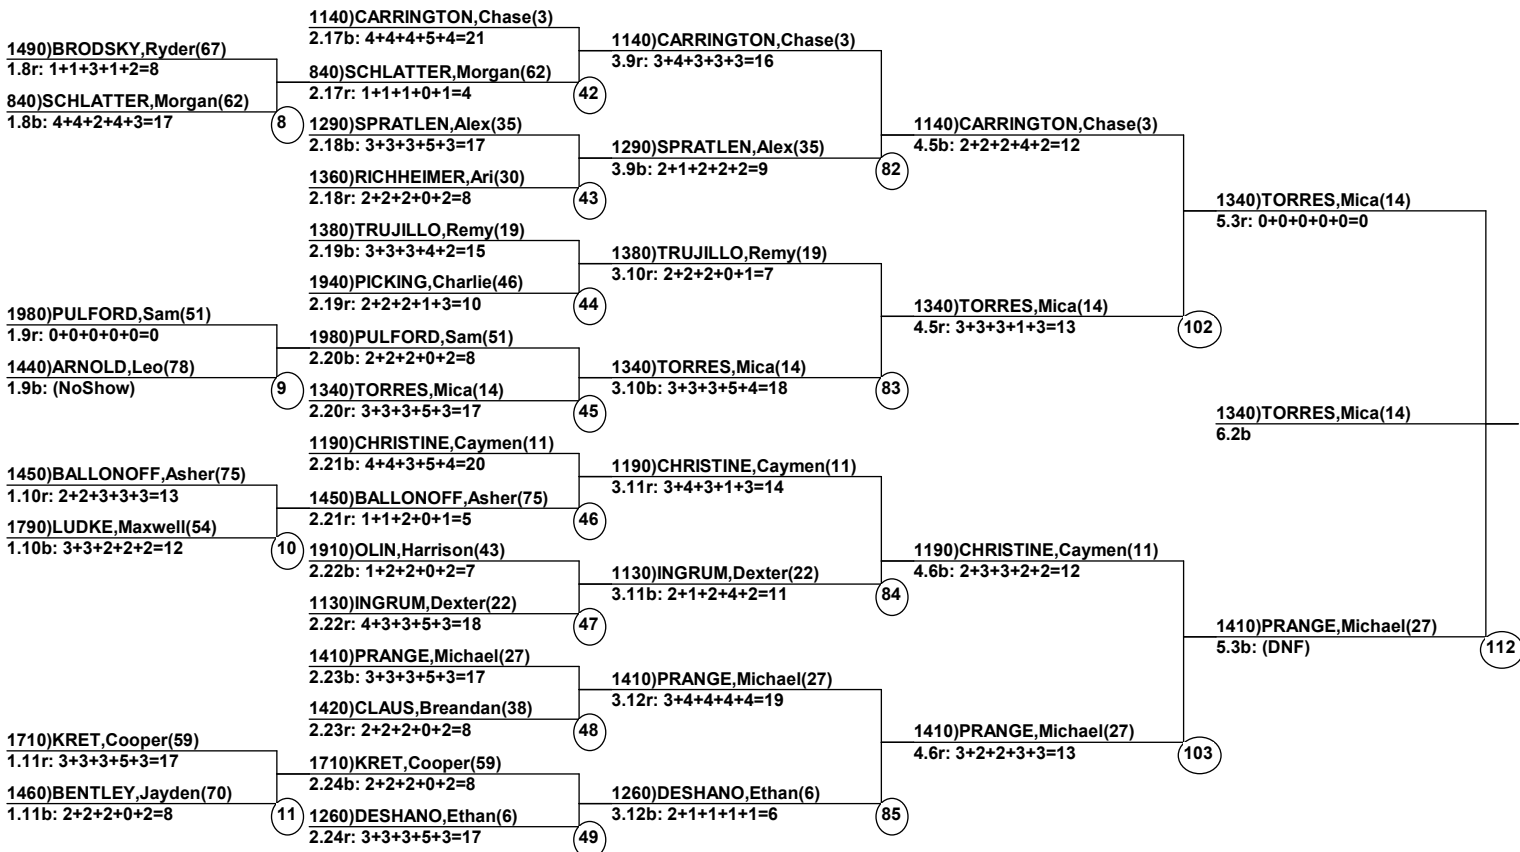 1490)BRODSKY,Ryder(67)
1.8r: 1+1+3+1+2=8
840)SCHLATTER,Morgan(62)
1.8b: 4+4+2+4+3=17
8
1980)PULFORD,Sam(51)
1.9r: 0+0+0+0+0=0
1440)ARNOLD,Leo(78)
1.9b: (NoShow)
9
1450)BALLONOFF,Asher(75)
1.10r: 2+2+3+3+3=13
1790)LUDKE,Maxwell(54)
1.10b: 3+3+2+2+2=12
10
1710)KRET,Cooper(59)
1.11r: 3+3+3+5+3=17
1460)BENTLEY,Jayden(70)
1.11b: 2+2+2+0+2=8
11
1140)CARRINGTON,Chase(3)
2.17b: 4+4+4+5+4=21
840)SCHLATTER,Morgan(62)
2.17r: 1+1+1+0+1=4
42
1290)SPRATLEN,Alex(35)
2.18b: 3+3+3+5+3=17
1360)RICHHEIMER,Ari(30)
2.18r: 2+2+2+0+2=8
43
1380)TRUJILLO,Remy(19)
2.19b: 3+3+3+4+2=15
1940)PICKING,Charlie(46)
2.19r: 2+2+2+1+3=10
44
1980)PULFORD,Sam(51)
2.20b: 2+2+2+0+2=8
1340)TORRES,Mica(14)
2.20r: 3+3+3+5+3=17
45
1190)CHRISTINE,Caymen(11)
2.21b: 4+4+3+5+4=20
1450)BALLONOFF,Asher(75)
2.21r: 1+1+2+0+1=5
46
1910)OLIN,Harrison(43)
2.22b: 1+2+2+0+2=7
1130)INGRUM,Dexter(22)
2.22r: 4+3+3+5+3=18
47
1410)PRANGE,Michael(27)
2.23b: 3+3+3+5+3=17
1420)CLAUS,Breandan(38)
2.23r: 2+2+2+0+2=8
48
1710)KRET,Cooper(59)
2.24b: 2+2+2+0+2=8
1260)DESHANO,Ethan(6)
2.24r: 3+3+3+5+3=17
49
1140)CARRINGTON,Chase(3)
3.9r: 3+4+3+3+3=16
1290)SPRATLEN,Alex(35)
3.9b: 2+1+2+2+2=9
82
1380)TRUJILLO,Remy(19)
3.10r: 2+2+2+0+1=7
1340)TORRES,Mica(14)
3.10b: 3+3+3+5+4=18
83
1190)CHRISTINE,Caymen(11)
3.11r: 3+4+3+1+3=14
1130)INGRUM,Dexter(22)
3.11b: 2+1+2+4+2=11
84
1410)PRANGE,Michael(27)
3.12r: 3+4+4+4+4=19
1260)DESHANO,Ethan(6)
3.12b: 2+1+1+1+1=6
85
1140)CARRINGTON,Chase(3)
4.5b: 2+2+2+4+2=12
1340)TORRES,Mica(14)
4.5r: 3+3+3+1+3=13
102
1190)CHRISTINE,Caymen(11)
4.6b: 2+3+3+2+2=12
1410)PRANGE,Michael(27)
4.6r: 3+2+2+3+3=13
103
1340)TORRES,Mica(14)
5.3r: 0+0+0+0+0=0
1410)PRANGE,Michael(27)
5.3b: (DNF)
112
1340)TORRES,Mica(14)
6.2b